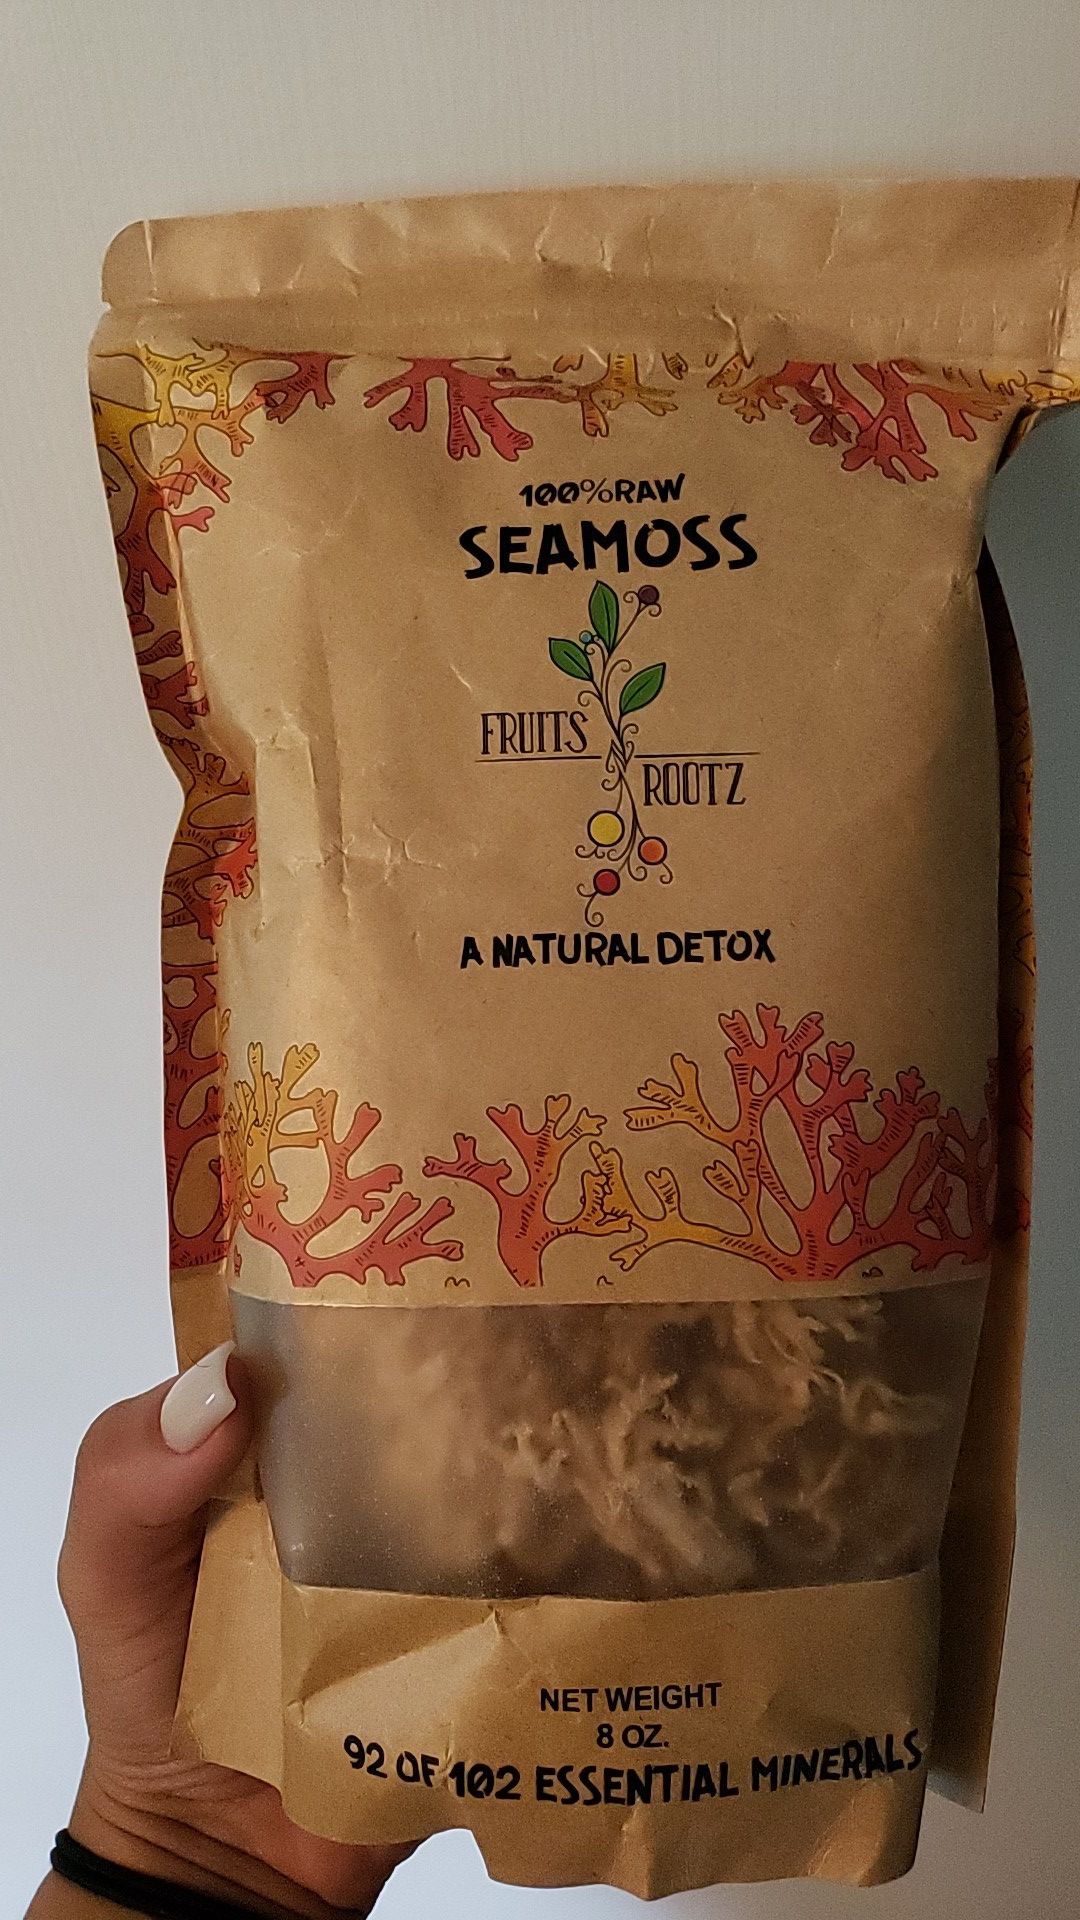 100% RAW
SEAMOSS
FRUITS
ROOTZ
A NATURAL DETOX
NET WEIGHT
8 OZ.
92 OF 102 ESSENTIAL MINERALS